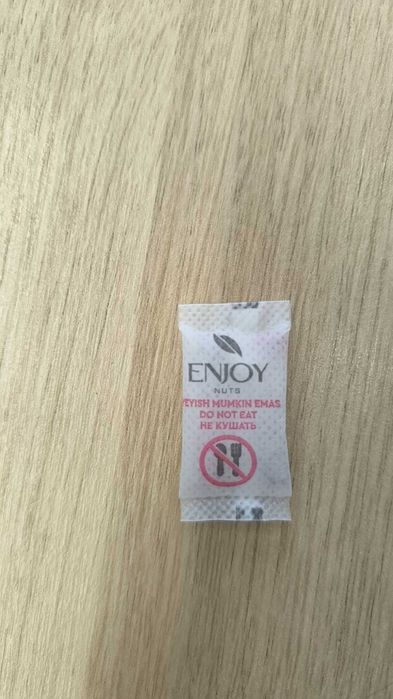 ENJOY
NUTS
YEYISH MUMKIN EMAS
DO NOT EAT
НЕ КУШАТЬ